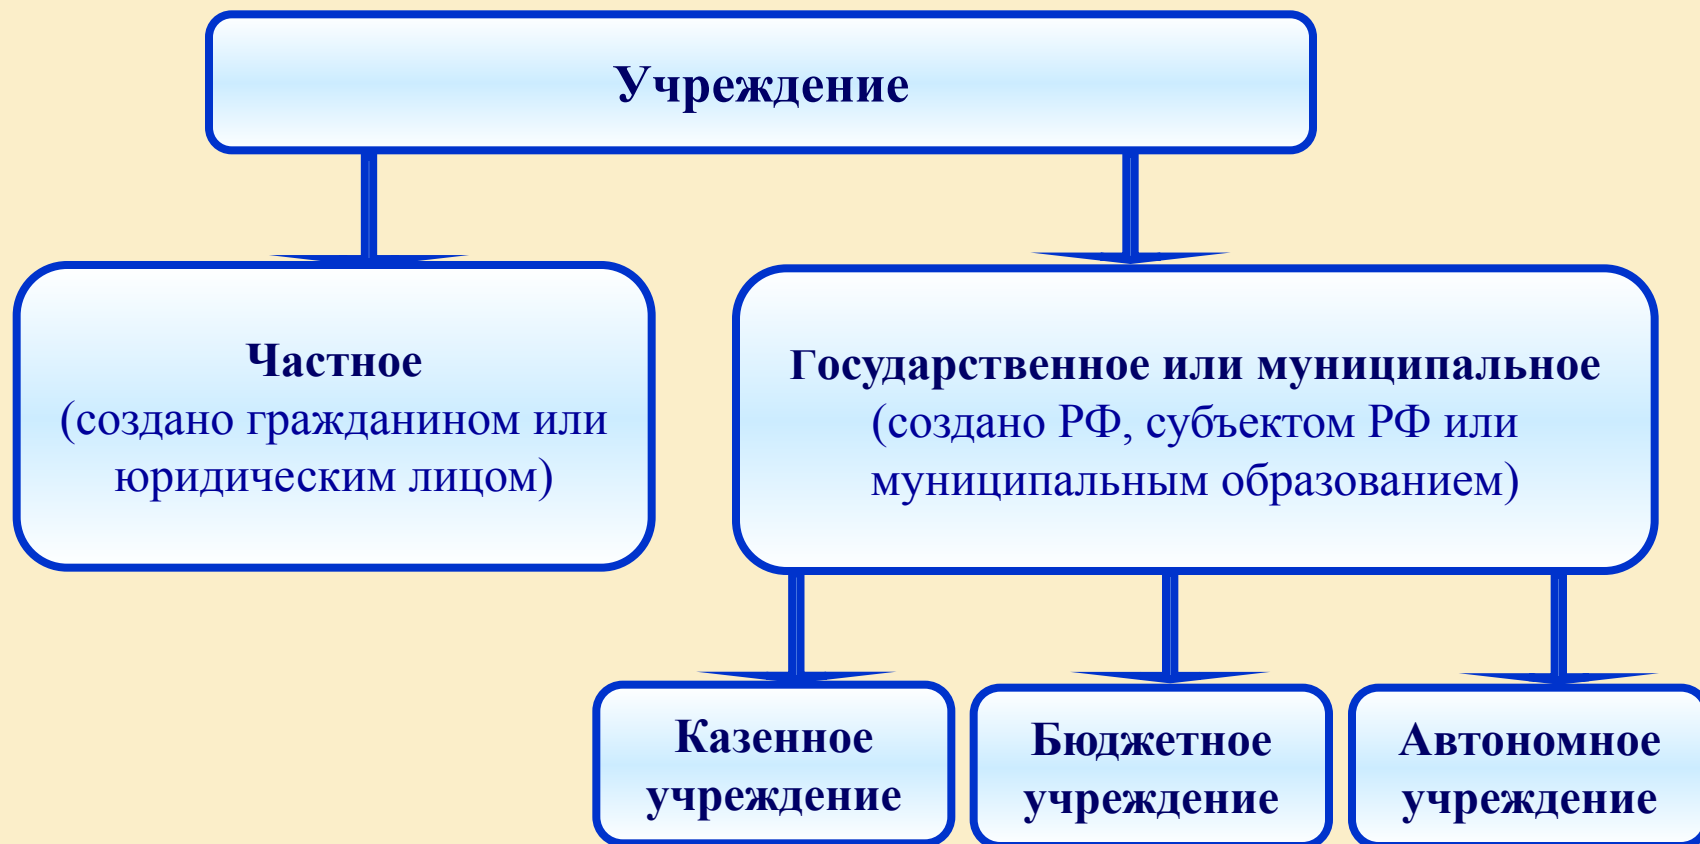 Учреждение
Частное
(создано гражданином или
юридическим лицом)
Государственное или муниципальное
(создано РФ, субъектом РФ или
муниципальным образованием)
Казенное
учреждение
Бюджетное
учреждение
Автономное
учреждение